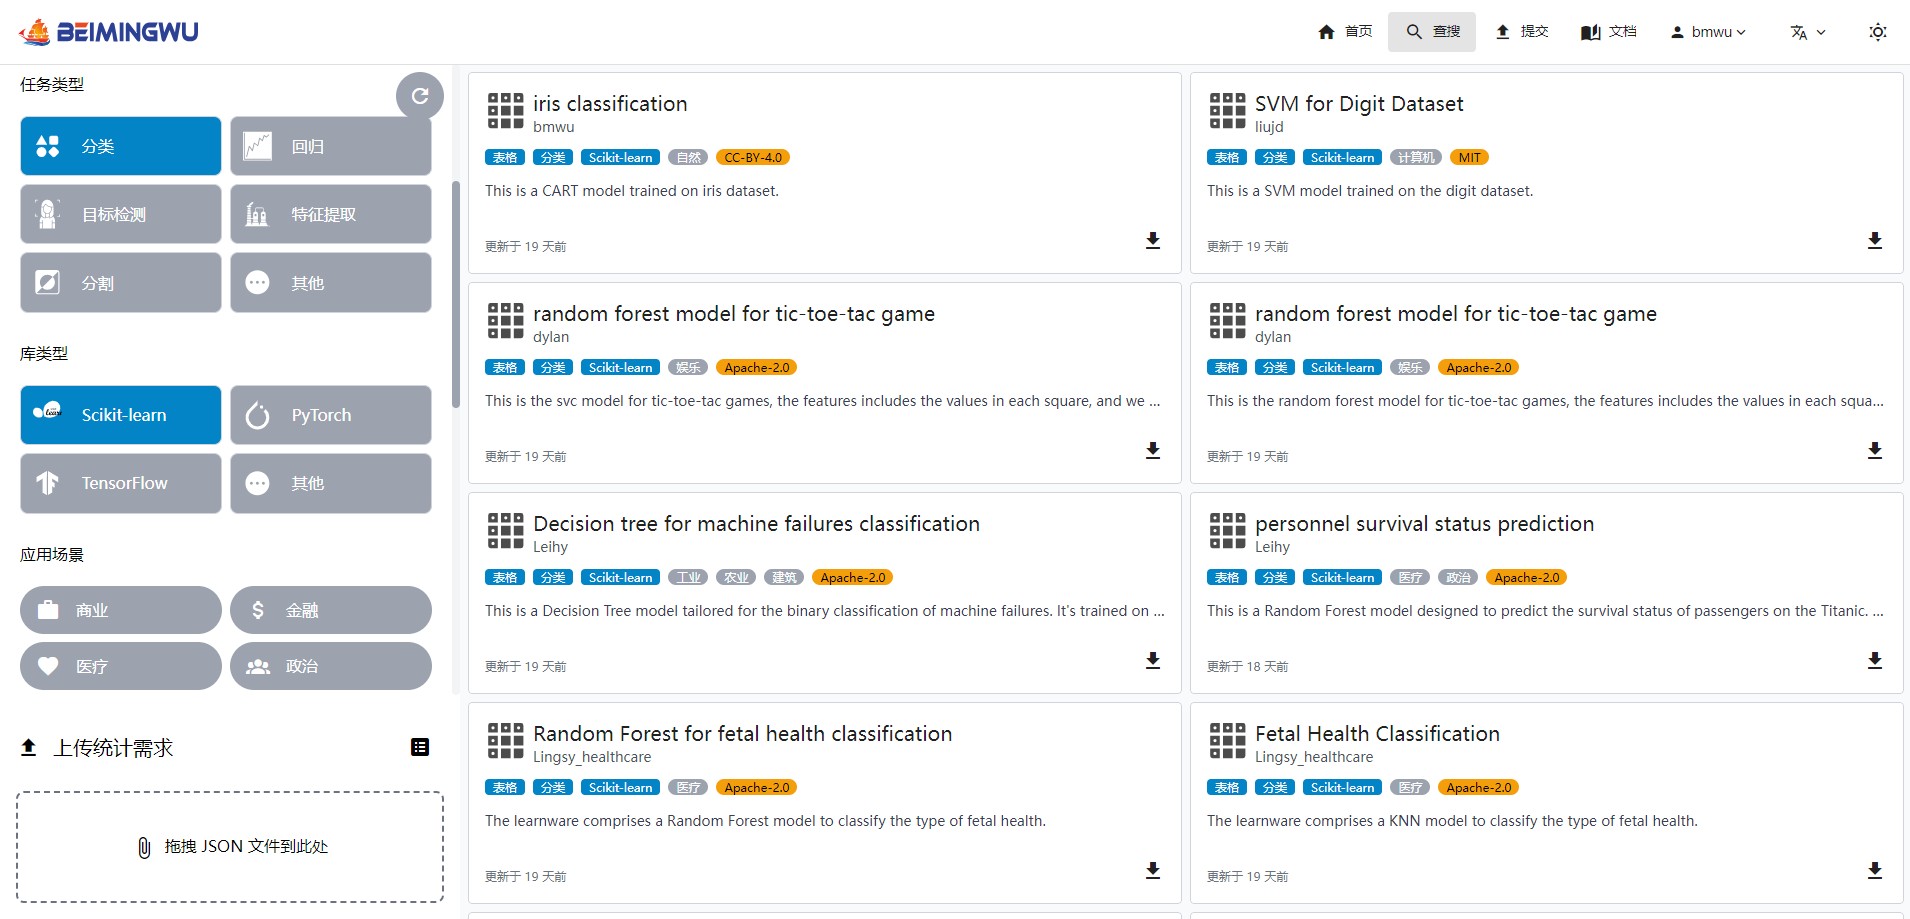 BEIMINGWU
首页
查搜
提交
文档
bmwu
任务类型
分类
回归
目标检测
特征提取
分割
其他
库类型
Scikit-learn
PyTorch
TensorFlow
其他
应用场景
商业
金融
医疗
政治
上传统计需求
拖拽 JSON 文件到此处
iris classification
bmwu
表格 分类 Scikit-learn 自然 CC-BY-4.0
This is a CART model trained on iris dataset.
更新于 19 天前
SVM for Digit Dataset
liujd
表格 分类 Scikit-learn 计算机 MIT
This is a SVM model trained on the digit dataset.
更新于 19 天前
random forest model for tic-toe-tac game
dylan
表格 分类 Scikit-learn 娱乐 Apache-2.0
This is the svc model for tic-toe-tac games, the features includes the values in each square, and we ...
更新于 19 天前
random forest model for tic-toe-tac game
dylan
表格 分类 Scikit-learn 娱乐 Apache-2.0
This is the random forest model for tic-toe-tac games, the features includes the values in each squa...
更新于 19 天前
Decision tree for machine failures classification
Leihy
表格 分类 Scikit-learn 工业 农业 建筑 Apache-2.0
This is a Decision Tree model tailored for the binary classification of machine failures. It's trained on ...
更新于 19 天前
personnel survival status prediction
Leihy
表格 分类 Scikit-learn 医疗 政治 Apache-2.0
This is a Random Forest model designed to predict the survival status of passengers on the Titanic. ...
更新于 18 天前
Random Forest for fetal health classification
Lingsy_healthcare
表格 分类 Scikit-learn 医疗 Apache-2.0
The learnware comprises a Random Forest model to classify the type of fetal health.
更新于 19 天前
Fetal Health Classification
Lingsy_healthcare
表格 分类 Scikit-learn 医疗 Apache-2.0
The learnware comprises a KNN model to classify the type of fetal health.
更新于 19 天前